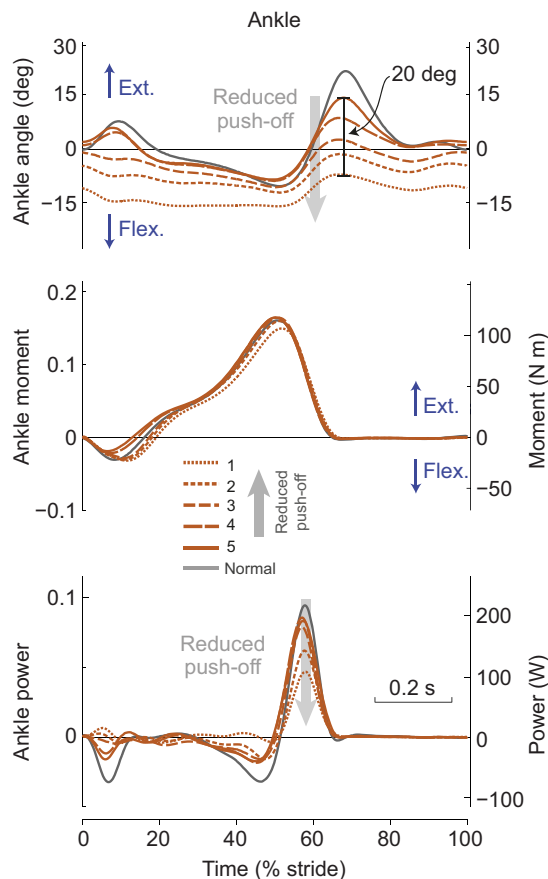 Ankle
30
15
0
−15
Ankle angle (deg)
Ext.
Flex.
Reduced
push-off
20 deg
30
15
0
−15
0.2
0.1
0
−0.1
Ankle moment
100
50
0
−50
Moment (N m)
Ext.
Flex.
1
2
3
4
5
Normal
Reduced
push-off
0.1
0
Ankle power
Reduced
push-off
0.2 s
200
100
0
−100
Power (W)
0
20
40
60
80
100
Time (% stride)